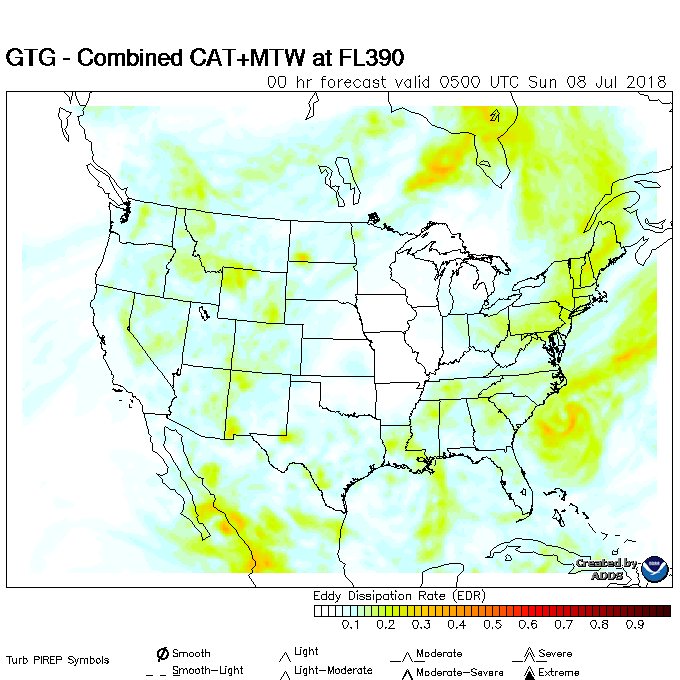 GTG - Combined CAT+MTW at FL390
00 hr forecast valid 0500 UTC Sun 08 Jul 2018
Created by
ADDS
Eddy Dissipation Rate (EDR)
0.1 0.2 0.3 0.4 0.5 0.6 0.7 0.8 0.9
Turb PIREP Symbols
Smooth Light Moderate Severe
Smooth-Light Light-Moderate Moderate-Severe Extreme